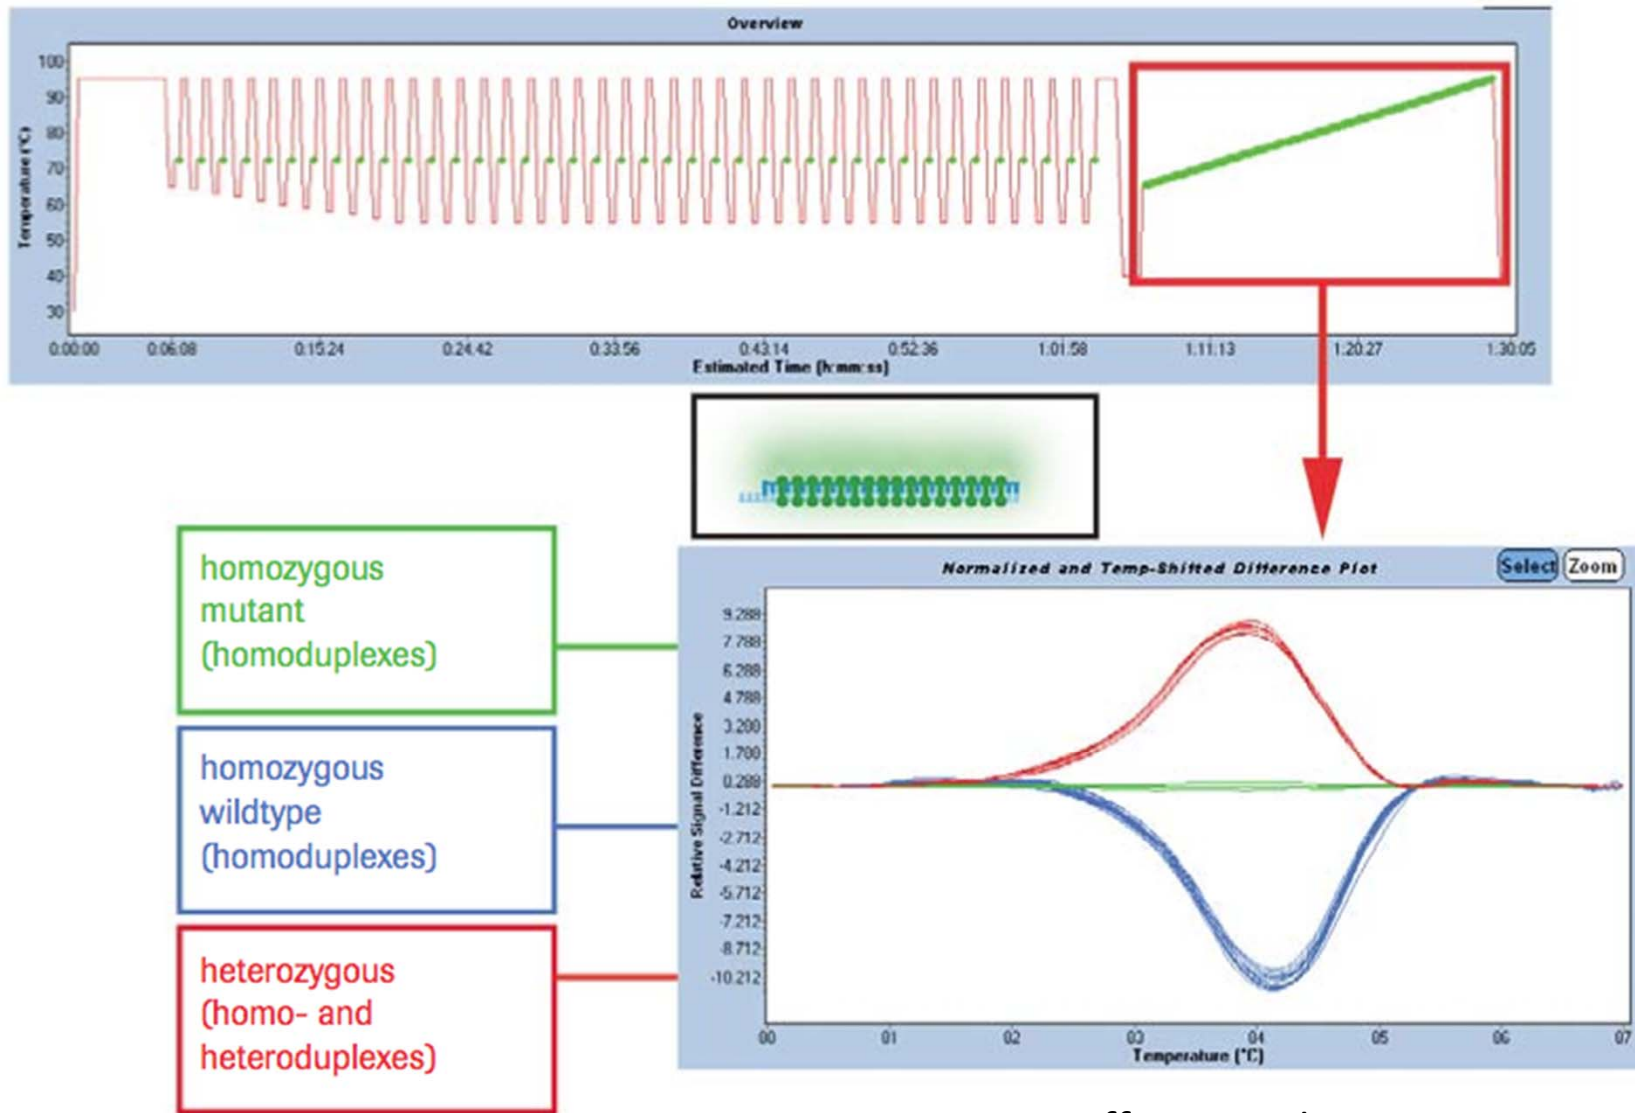 Overview
100
90
80
70
60
50
40
30
Temperature (°C)
0:00:00 0:06:08 0:15:24 0:24:42 0:33:56 0:43:14 0:52:36 1:01:58 1:11:13 1:20:27 1:30:05
Estimated Time (h:mm:ss)
homozygous
mutant
(homoduplexes)
homozygous
wildtype
(homoduplexes)
heterozygous
(homo- and
heteroduplexes)
Normalized and Temp-Shifted Difference Plot
Select Zoom
9.288
7.788
6.288
4.788
3.288
1.788
0.288
-1.212
-2.712
-4.212
-5.712
-7.212
-8.712
-10.212
Relative Signal Difference
01 02 03 04 05 06 07
Temperature (°C)